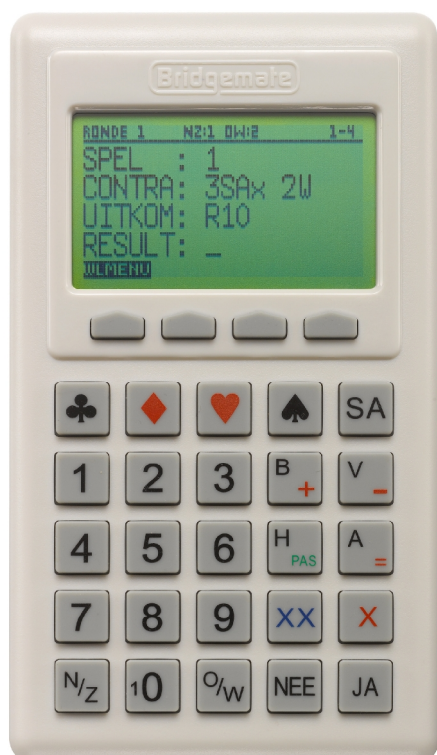 Bridgemate
RONDE 1 NZ:1 OW:2 1-4
SPEL : 1
CONTRA: 3SAx 2W
UITKOM: R10
RESULT: _
WLMENU
♣ ♦ ♥ ♠ SA
1 2 3 B + V -
4 5 6 H PAS A =
7 8 9 XX X
N/Z 10 O/W NEE JA